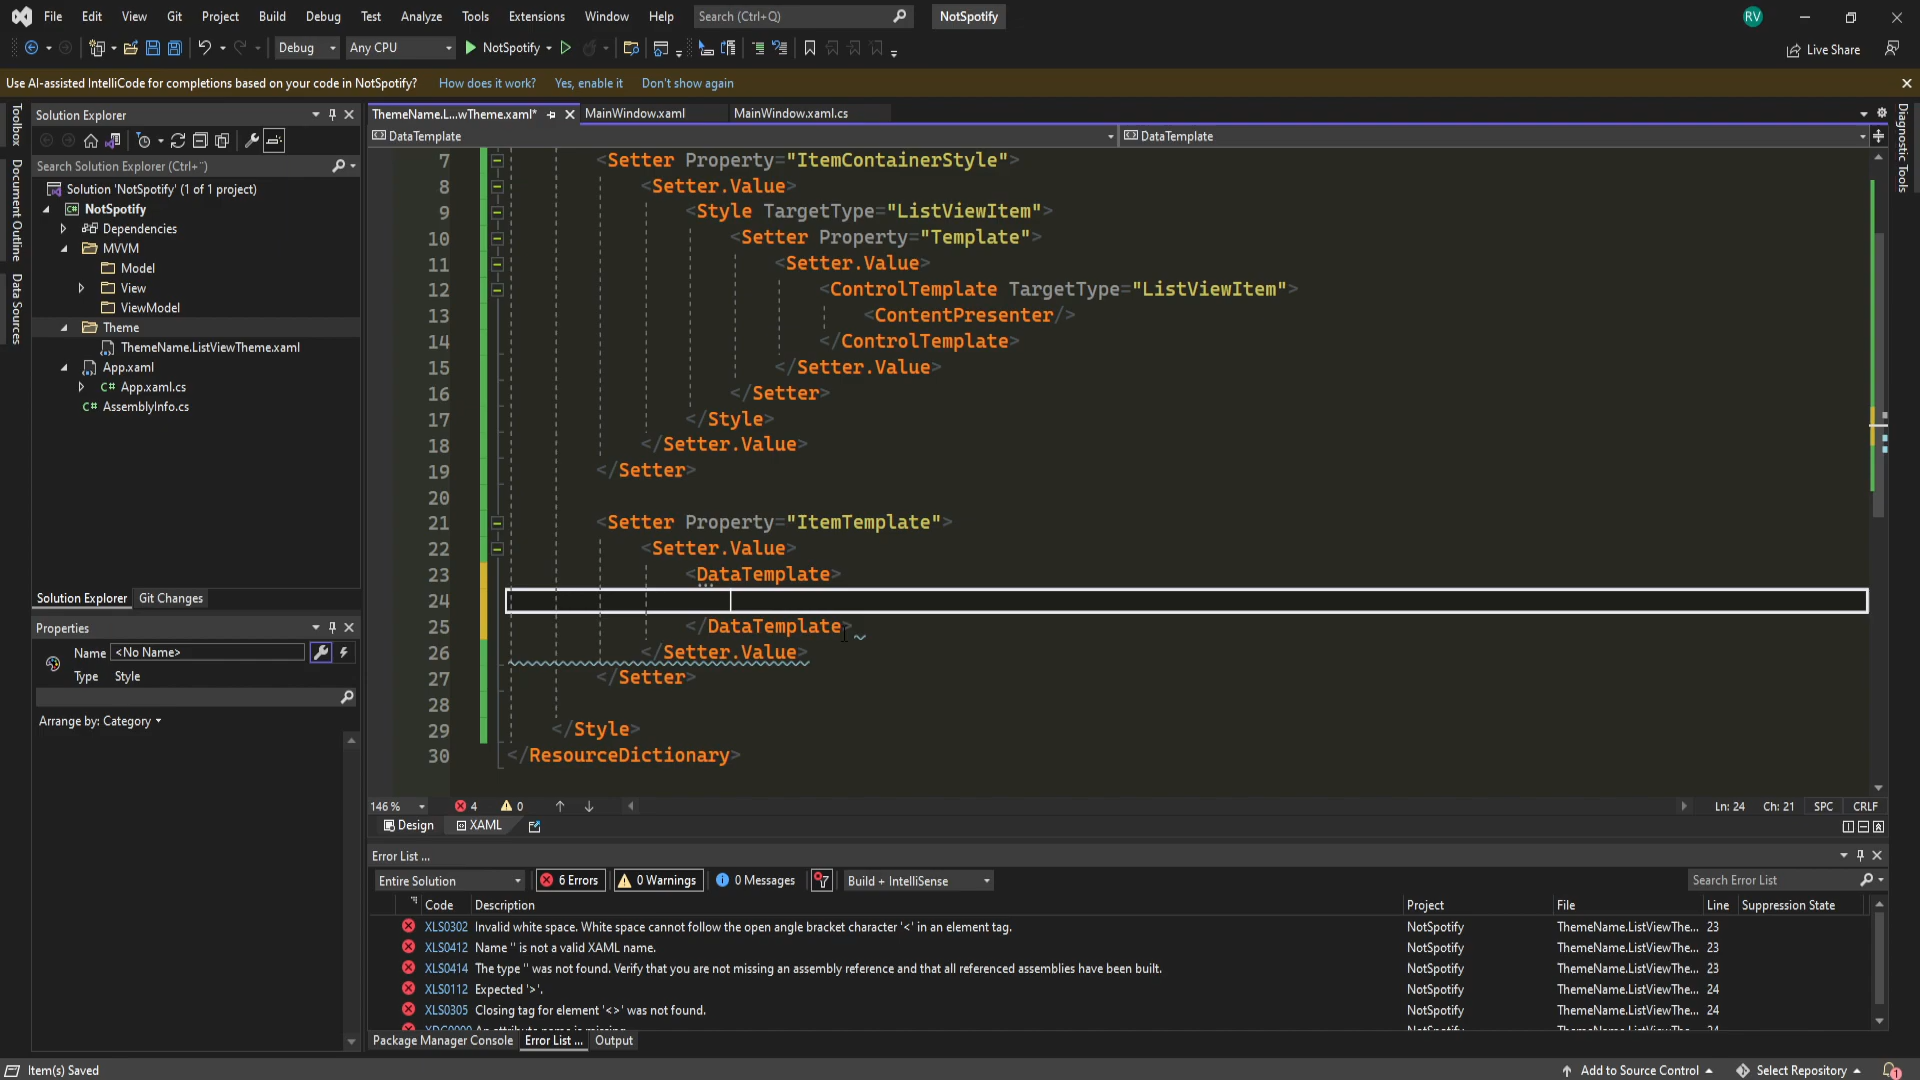 File Edit View Git Project Build Debug Test Analyze Tools Extensions Window Help Search (Ctrl+Q) NotSpotify RV
Debug Any CPU NotSpotify Live Share
Use AI-assisted IntelliCode for completions based on your code in NotSpotify? How does it work? Yes, enable it Don't show again
Toolbox
Document Outline
Data Sources
Solution Explorer
Search Solution Explorer (Ctrl+¨)
Solution 'NotSpotify' (1 of 1 project)
NotSpotify
Dependencies
MVVM
Model
View
ViewModel
Theme
ThemeName.ListViewTheme.xaml
App.xaml
App.xaml.cs
AssemblyInfo.cs
Solution Explorer Git Changes
Properties
Name <No Name>
Type Style
Arrange by: Category
ThemeName.L...wTheme.xaml* MainWindow.xaml MainWindow.xaml.cs
DataTemplate DataTemplate
7 <Setter Property="ItemContainerStyle">
8 <Setter.Value>
9 <Style TargetType="ListViewItem">
10 <Setter Property="Template">
11 <Setter.Value>
12 <ControlTemplate TargetType="ListViewItem">
13 <ContentPresenter/>
14 </ControlTemplate>
15 </Setter.Value>
16 </Setter>
17 </Style>
18 </Setter.Value>
19 </Setter>
20
21 <Setter Property="ItemTemplate">
22 <Setter.Value>
23 <DataTemplate>
24
25 </DataTemplate>
26 </Setter.Value>
27 </Setter>
28
29 </Style>
30 </ResourceDictionary>
146 % 4 0 Ln: 24 Ch: 21 SPC CRLF
Design XAML
Error List ...
Entire Solution 6 Errors 0 Warnings 0 Messages Build + IntelliSense Search Error List
Code Description Project File Line Suppression State
XLS0302 Invalid white space. White space cannot follow the open angle bracket character '<' in an element tag. NotSpotify ThemeName.ListViewThe... 23
XLS0412 Name '' is not a valid XAML name. NotSpotify ThemeName.ListViewThe... 23
XLS0414 The type '' was not found. Verify that you are not missing an assembly reference and that all referenced assemblies have been built. NotSpotify ThemeName.ListViewThe... 23
XLS0112 Expected '>'. NotSpotify ThemeName.ListViewThe... 24
XLS0305 Closing tag for element '<>' was not found. NotSpotify ThemeName.ListViewThe... 24
Package Manager Console Error List ... Output
Diagnostic Tools
Item(s) Saved Add to Source Control Select Repository 1